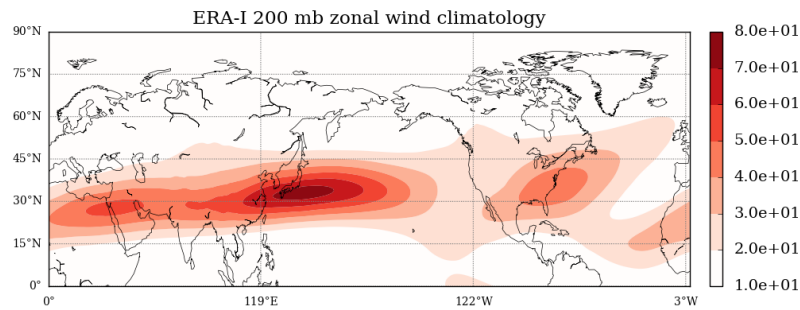 ERA-I 200 mb zonal wind climatology
90°N
75°N
60°N
45°N
30°N
15°N
0°
0°
119°E
122°W
3°W
8.0e+01
7.0e+01
6.0e+01
5.0e+01
4.0e+01
3.0e+01
2.0e+01
1.0e+01